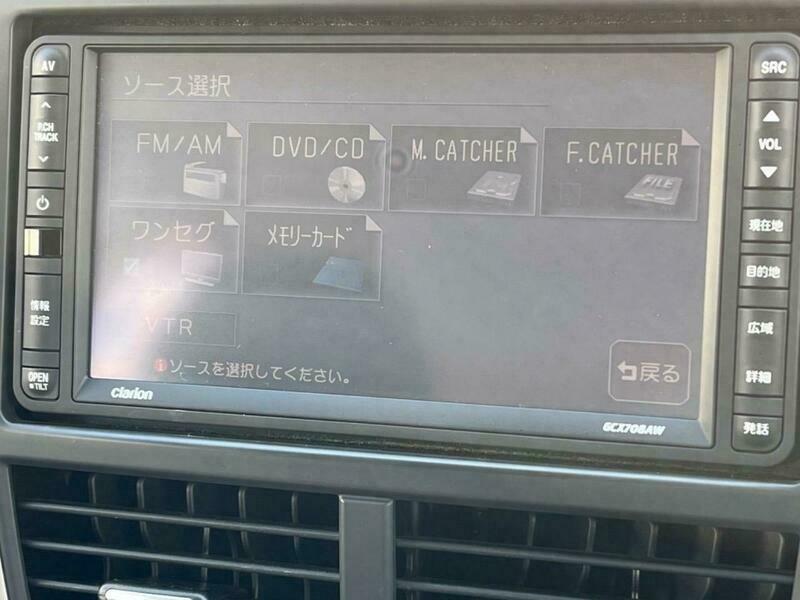 AV
P.CH
TRACK
情報
設定
OPEN
TILT
ソース選択
FM/AM
DVD/CD
M. CATCHER
F.CATCHER
FILE
ワンセグ
メモリーカード
VTR
ソースを選択してください。
戻る
clarion
GCX708AW
SRC
VOL
現在地
目的地
広域
詳細
発話